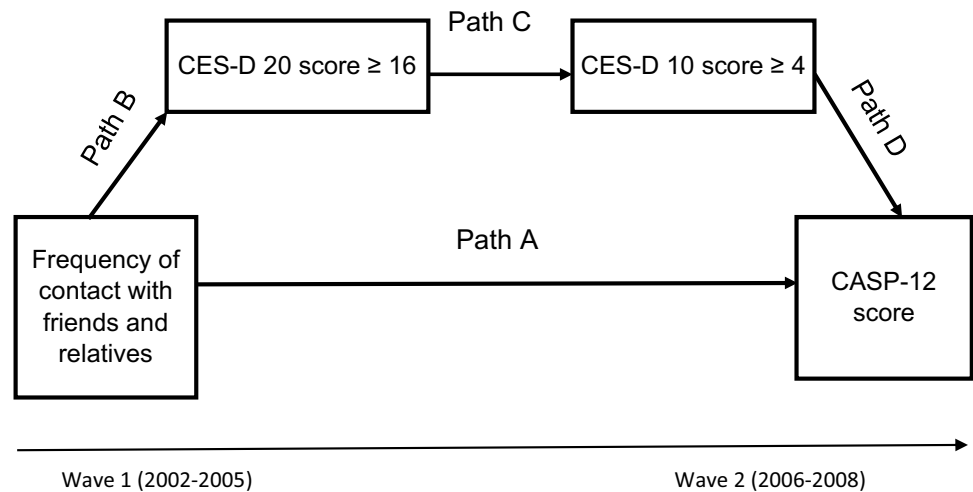 Path C
CES-D 20 score ≥ 16
CES-D 10 score ≥ 4
Path B
Path D
Frequency of
contact with
friends and
relatives
Path A
CASP-12
score
Wave 1 (2002-2005)
Wave 2 (2006-2008)